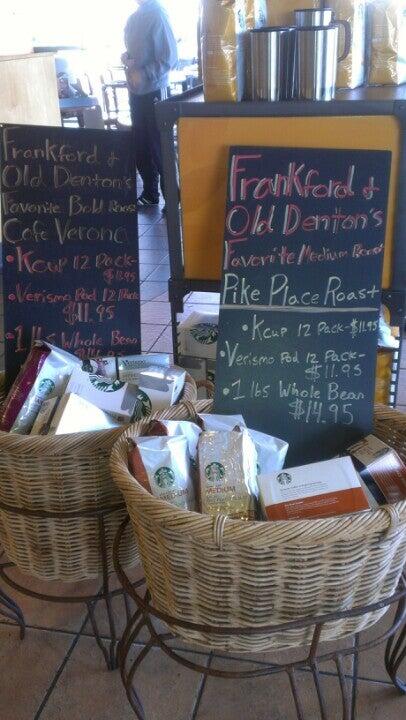 Frankford &
Old Denton's
Favorite Bold Roast
Cafe Verona
• Kcup 12 Pack-
$11.95
• Verismo Pod 12 Pack
$11.95
• 1 lbs Whole Bean
Frankford &
Old Denton's
Favorite Medium Roast
Pike Place Roast
• Kcup 12 Pack-$11.95
• Verismo Pod 12 Pack-
$11.95
• 1 lbs Whole Bean
$14.95
MEDIUM